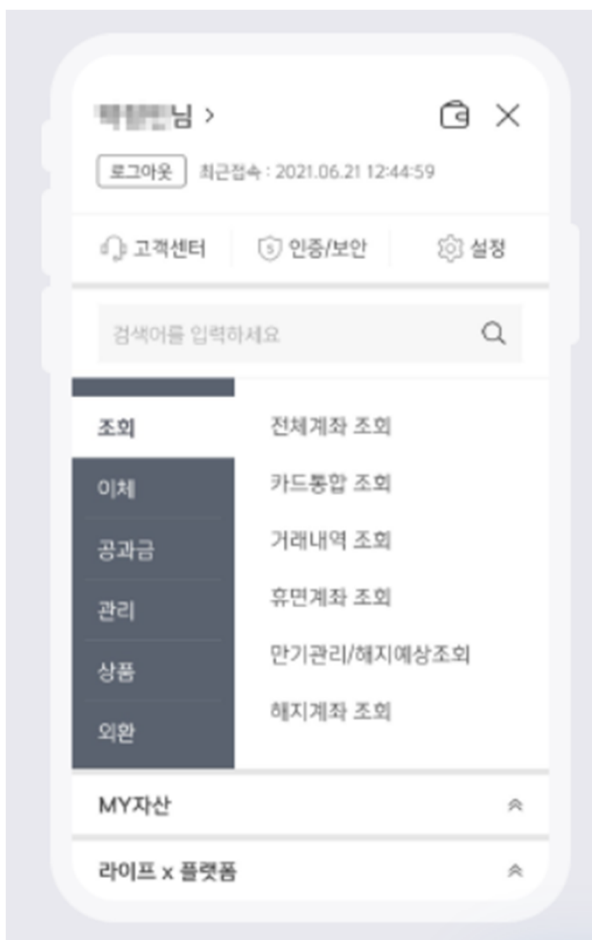 님 >
로그아웃 최근접속 : 2021.06.21 12:44:59
고객센터 인증/보안 설정
검색어를 입력하세요
조회
이체
공과금
관리
상품
외환
전체계좌 조회
카드통합 조회
거래내역 조회
휴면계좌 조회
만기관리/해지예상조회
해지계좌 조회
MY자산
라이프 x 플랫폼